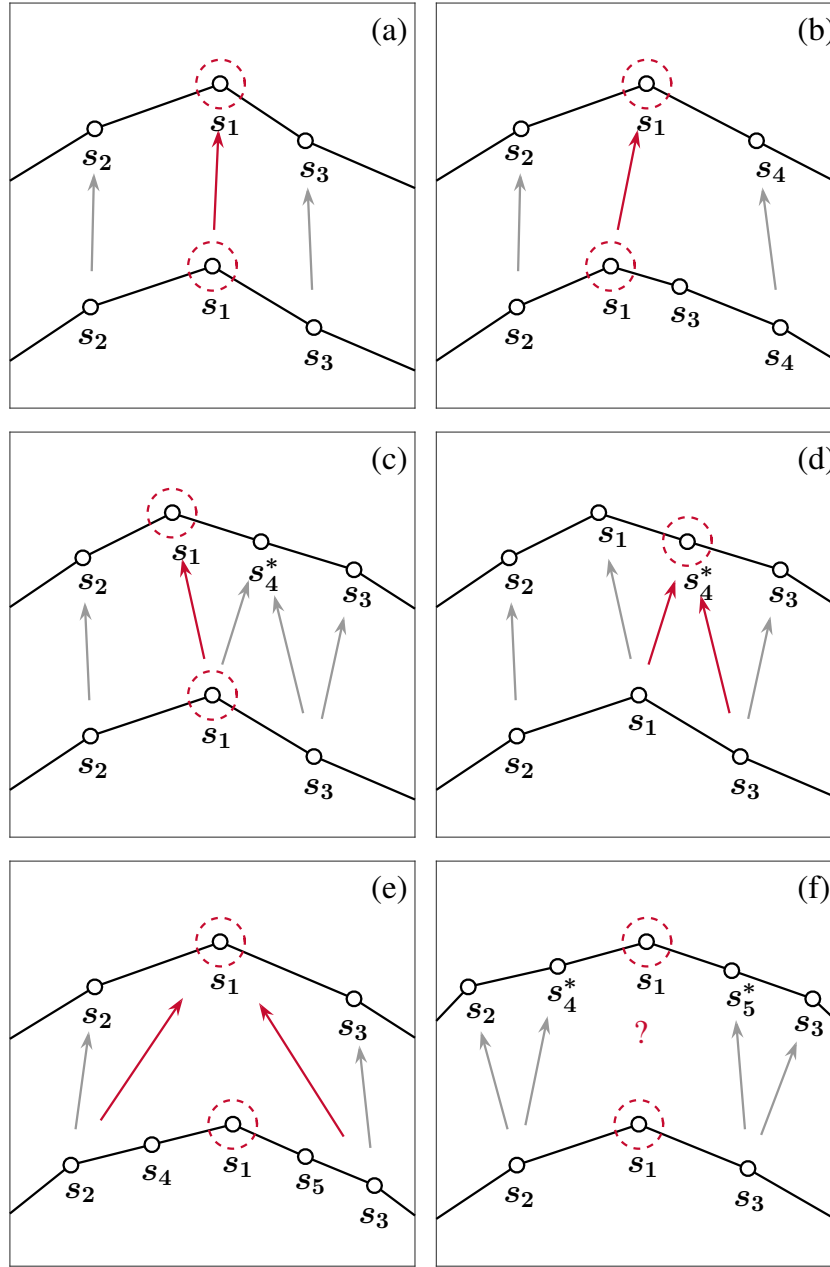 (a) (b)
s₁ s₁
s₂ s₃ s₂ s₄
s₁ s₁ s₃
s₂ s₃ s₂ s₄
(c) (d)
s₁ s₁
s₂ s₄* s₃ s₂ s₄* s₃
s₁ s₁
s₂ s₃ s₂ s₃
(e) (f)
s₁ s₄* s₁ s₅*
s₂ s₃ s₂ s₃
?
s₄ s₁ s₅ s₁
s₂ s₃ s₂ s₃